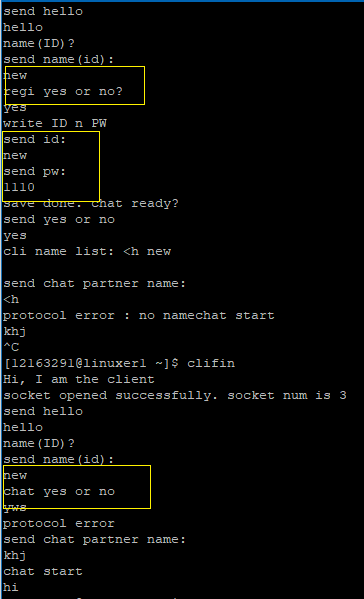 send hello
hello
name(ID)?
send name(id):
new
regi yes or no?
yes
write ID n PW
send id:
new
send pw:
1110
save done. chat ready?
send yes or no
yes
cli name list: <h new
send chat partner name:
<h
protocol error : no namechat start
khj
^C
[12163291@linuxer1 ~]$ clifin
Hi, I am the client
socket opened successfully. socket num is 3
send hello
hello
name(ID)?
send name(id):
new
chat yes or no
yws
protocol error
send chat partner name:
khj
chat start
hi